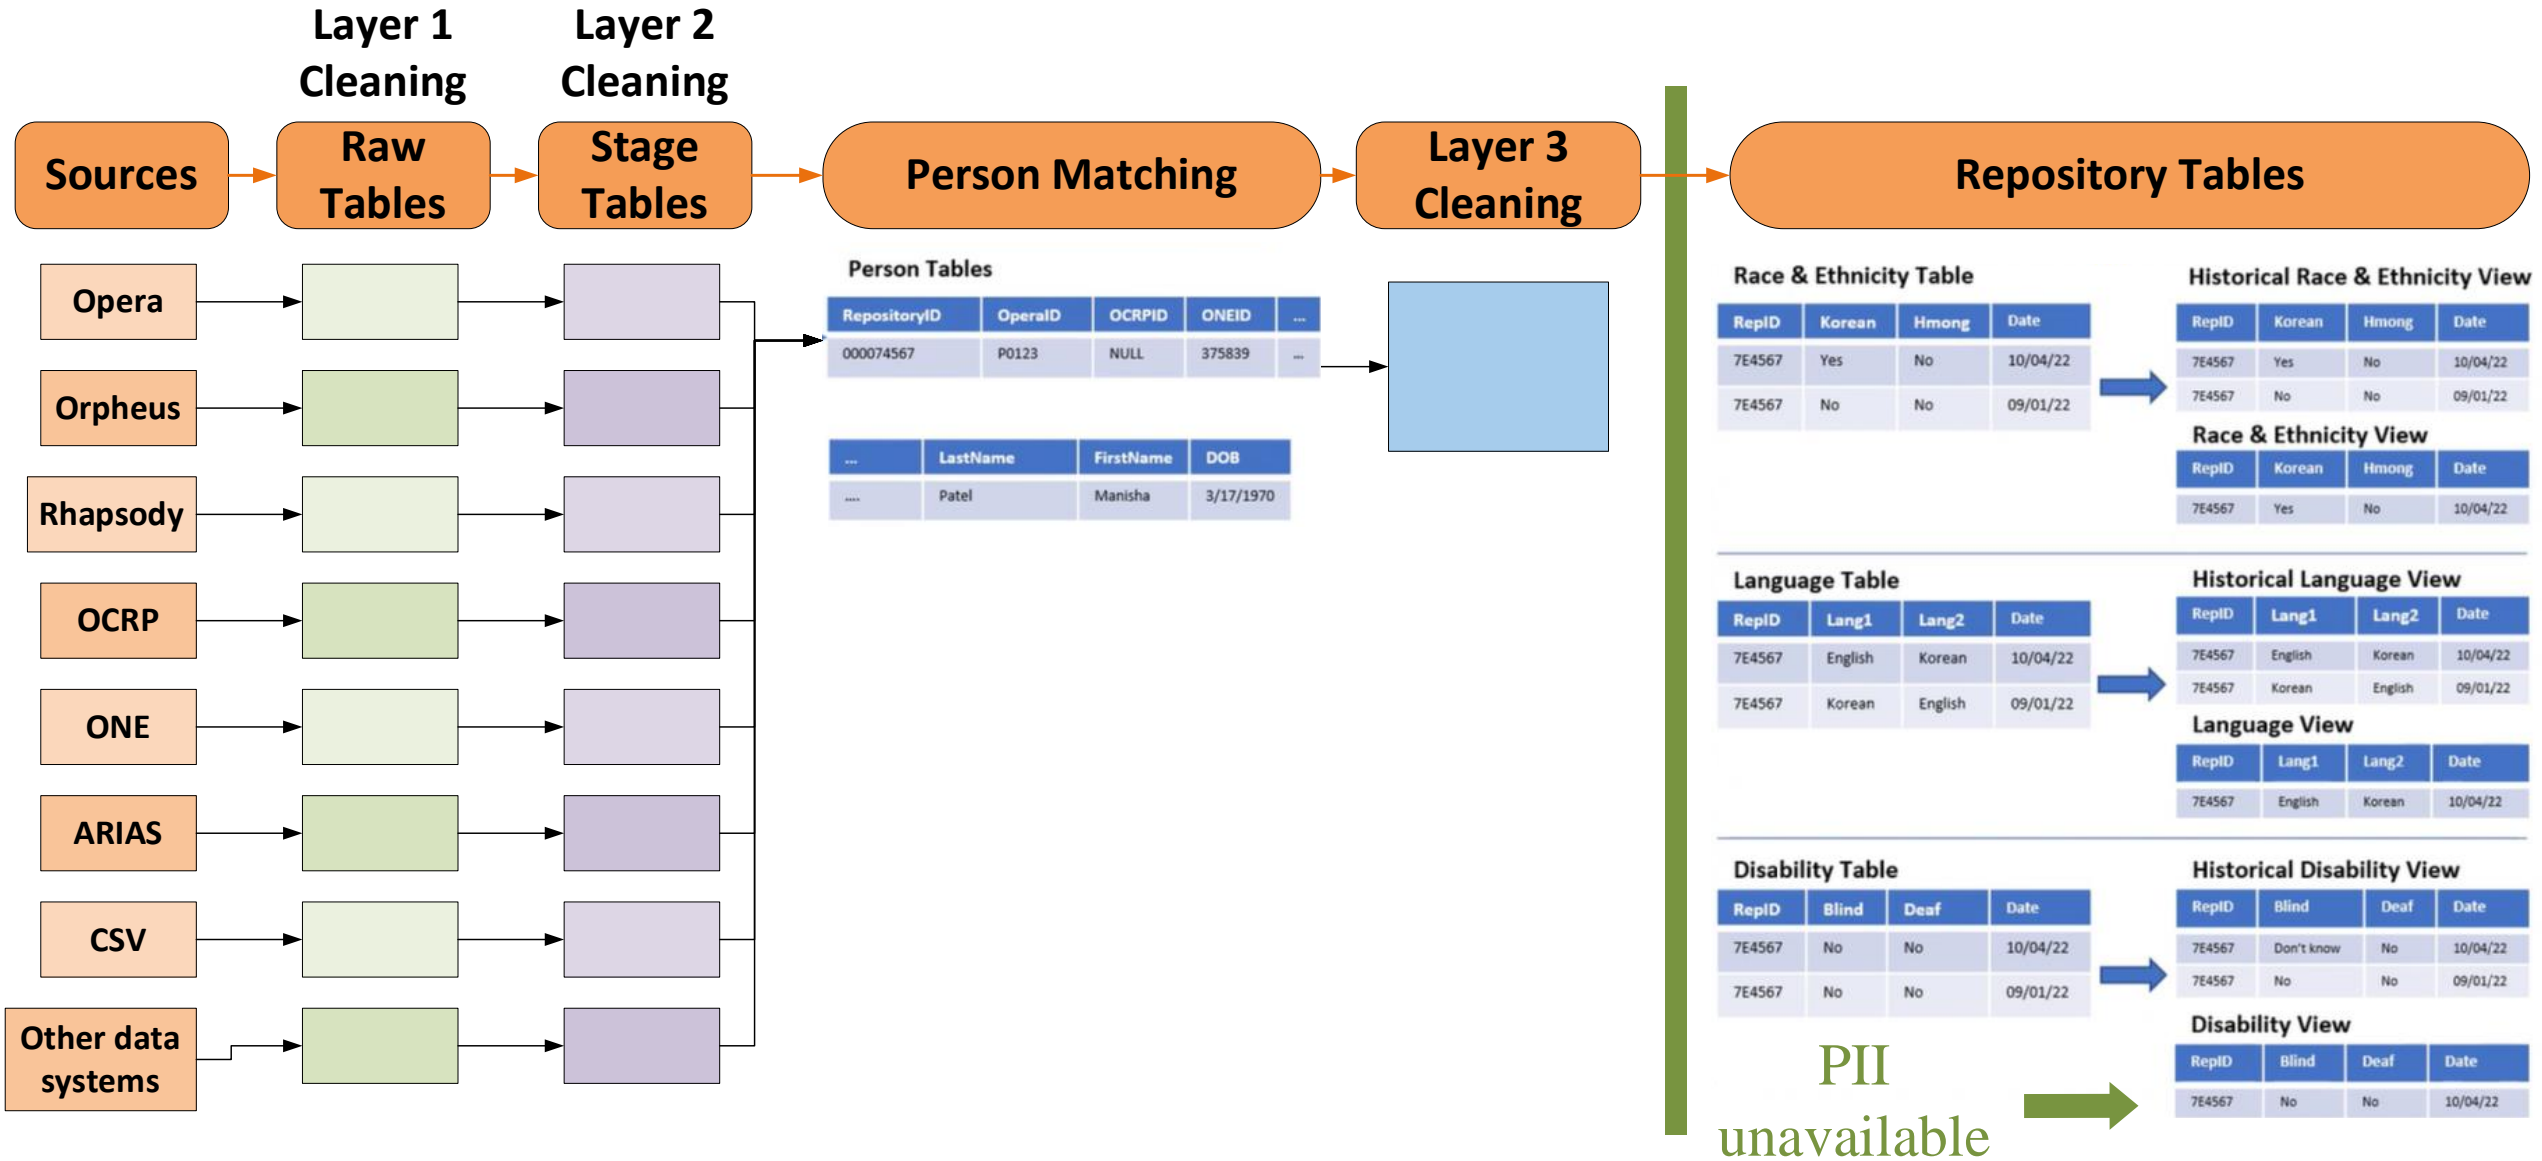 Layer 1
Cleaning
Layer 2
Cleaning
Sources
Raw
Tables
Stage
Tables
Person Matching
Layer 3
Cleaning
Repository Tables
Opera
Orpheus
Rhapsody
OCRP
ONE
ARIAS
CSV
Other data
systems
Person Tables
RepositoryID OperaID OCRPID ONEID ...
000074567 P0123 NULL 375839 ...
... LastName FirstName DOB
.... Patel Manisha 3/17/1970
Race & Ethnicity Table
RepID Korean Hmong Date
7E4567 Yes No 10/04/22
7E4567 No No 09/01/22
Historical Race & Ethnicity View
RepID Korean Hmong Date
7E4567 Yes No 10/04/22
7E4567 No No 09/01/22
Race & Ethnicity View
RepID Korean Hmong Date
7E4567 Yes No 10/04/22
Language Table
RepID Lang1 Lang2 Date
7E4567 English Korean 10/04/22
7E4567 Korean English 09/01/22
Historical Language View
RepID Lang1 Lang2 Date
7E4567 English Korean 10/04/22
7E4567 Korean English 09/01/22
Language View
RepID Lang1 Lang2 Date
7E4567 English Korean 10/04/22
Disability Table
RepID Blind Deaf Date
7E4567 No No 10/04/22
7E4567 No No 09/01/22
Historical Disability View
RepID Blind Deaf Date
7E4567 Don't know No 10/04/22
7E4567 No No 09/01/22
Disability View
RepID Blind Deaf Date
7E4567 No No 10/04/22
PII
unavailable